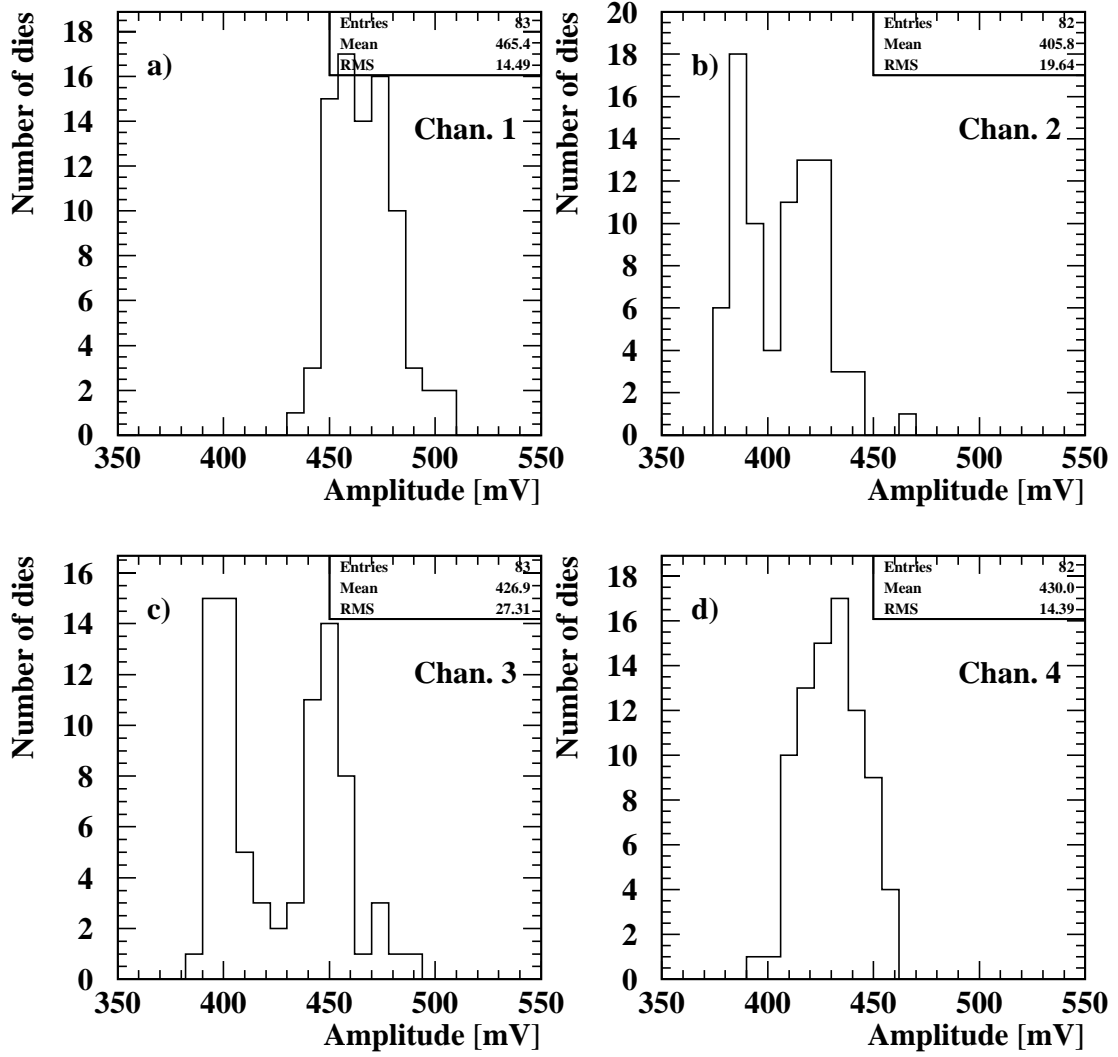 Entries 83
Mean 465.4
RMS 14.49
a)
Chan. 1
Number of dies
0
2
4
6
8
10
12
14
16
18
350 400 450 500 550
Amplitude [mV]
Entries 82
Mean 405.8
RMS 19.64
b)
Chan. 2
Number of dies
0
2
4
6
8
10
12
14
16
18
20
350 400 450 500 550
Amplitude [mV]
Entries 83
Mean 426.9
RMS 27.31
c)
Chan. 3
Number of dies
0
2
4
6
8
10
12
14
16
350 400 450 500 550
Amplitude [mV]
Entries 82
Mean 430.0
RMS 14.39
d)
Chan. 4
Number of dies
0
2
4
6
8
10
12
14
16
18
350 400 450 500 550
Amplitude [mV]